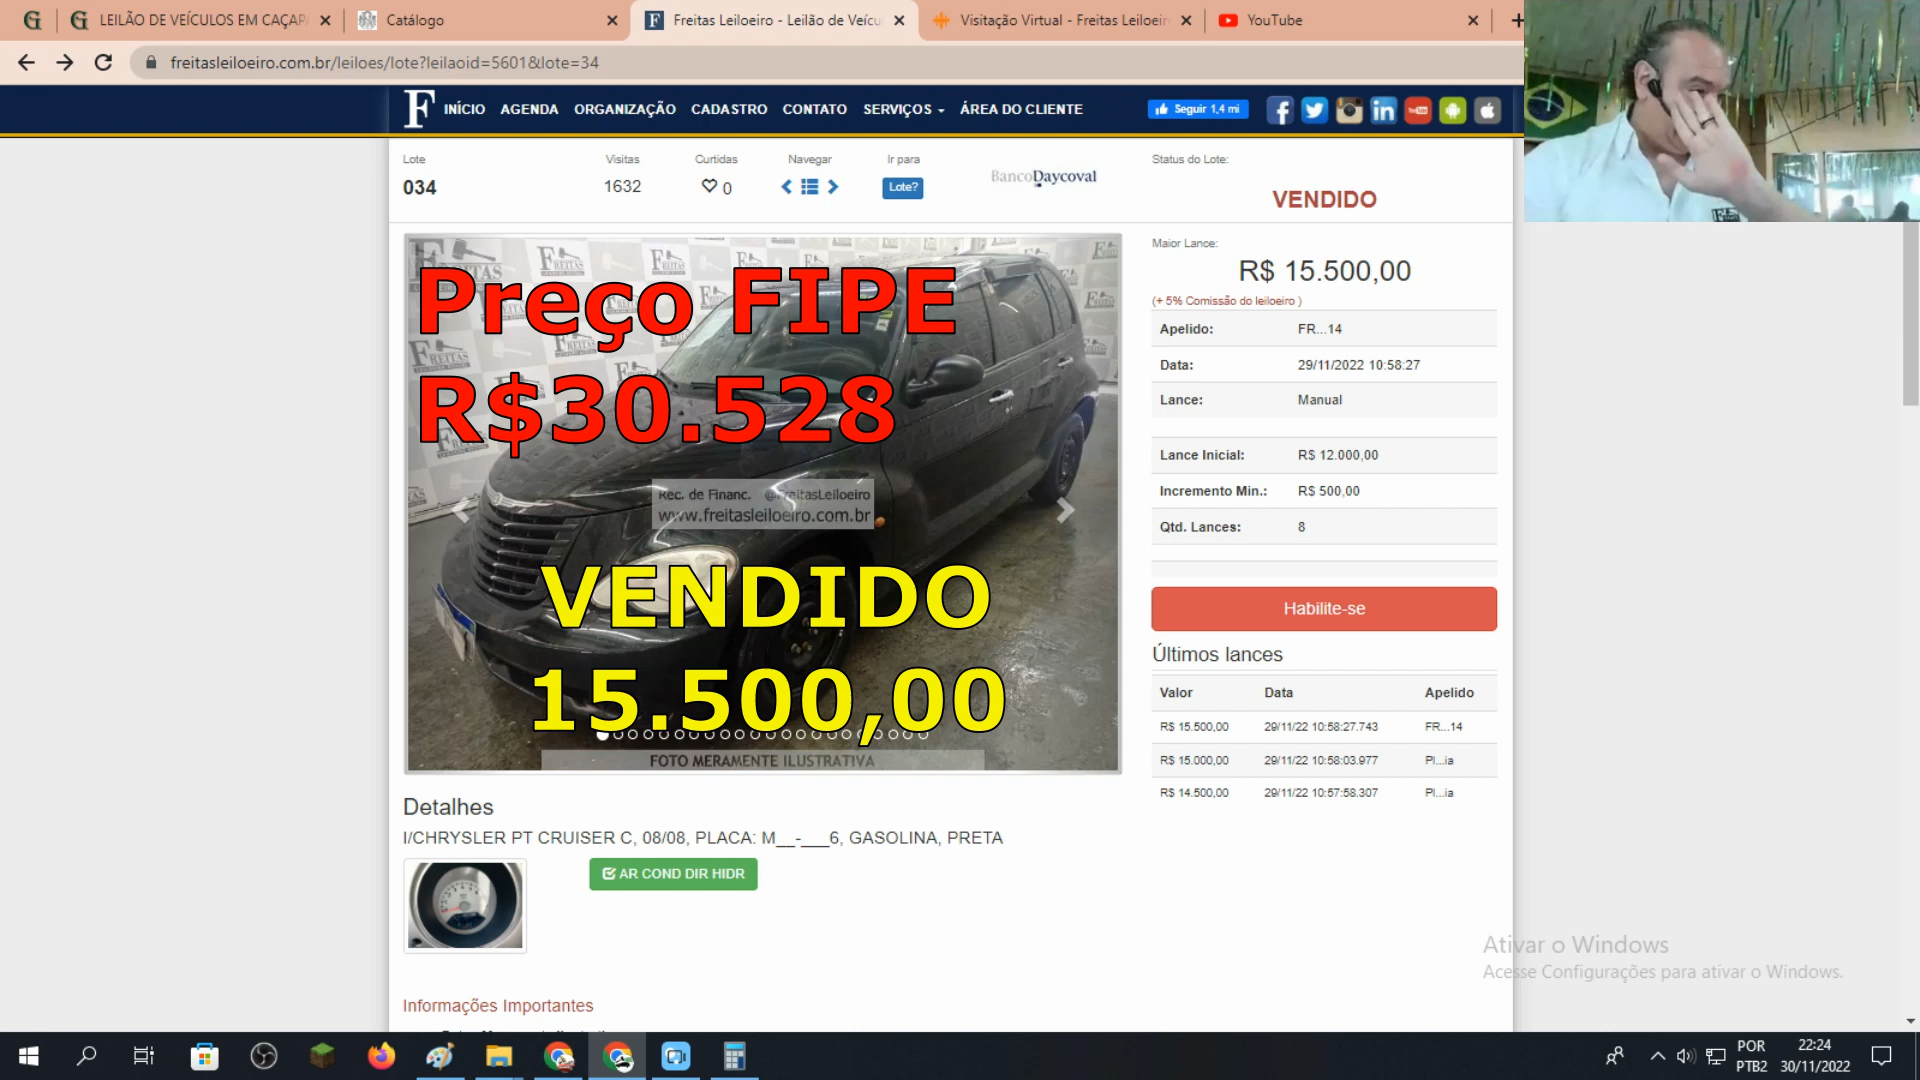 LEILÃO DE VEÍCULOS EM CAÇAP
Catálogo
Freitas Leiloeiro - Leilão de Veícu
Visitação Virtual - Freitas Leiloeir
YouTube
freitasleiloeiro.com.br/leiloes/lote?leilaoid=5601&lote=34
F INÍCIO AGENDA ORGANIZAÇÃO CADASTRO CONTATO SERVIÇOS ÁREA DO CLIENTE
Seguir 1,4 mi
Lote Visitas Curtidas Navegar Ir para
034 1632 0 Lote?
BancoDaycoval
Status do Lote:
VENDIDO
Preço FIPE
R$30.528
Rec. de Financ. @FreitasLeiloeiro
www.freitasleiloeiro.com.br
VENDIDO
15.500,00
FOTO MERAMENTE ILUSTRATIVA
Maior Lance:
R$ 15.500,00
(+ 5% Comissão do leiloeiro )
Apelido: FR...14
Data: 29/11/2022 10:58:27
Lance: Manual
Lance Inicial: R$ 12.000,00
Incremento Min.: R$ 500,00
Qtd. Lances: 8
Habilite-se
Últimos lances
Valor Data Apelido
R$ 15.500,00 29/11/22 10:58:27.743 FR...14
R$ 15.000,00 29/11/22 10:58:03.977 Pl...ia
R$ 14.500,00 29/11/22 10:57:58.307 Pl...ia
Detalhes
I/CHRYSLER PT CRUISER C, 08/08, PLACA: M__-___6, GASOLINA, PRETA
AR COND DIR HIDR
Informações Importantes
Ativar o Windows
Acesse Configurações para ativar o Windows.
POR
PTB2
22:24
30/11/2022